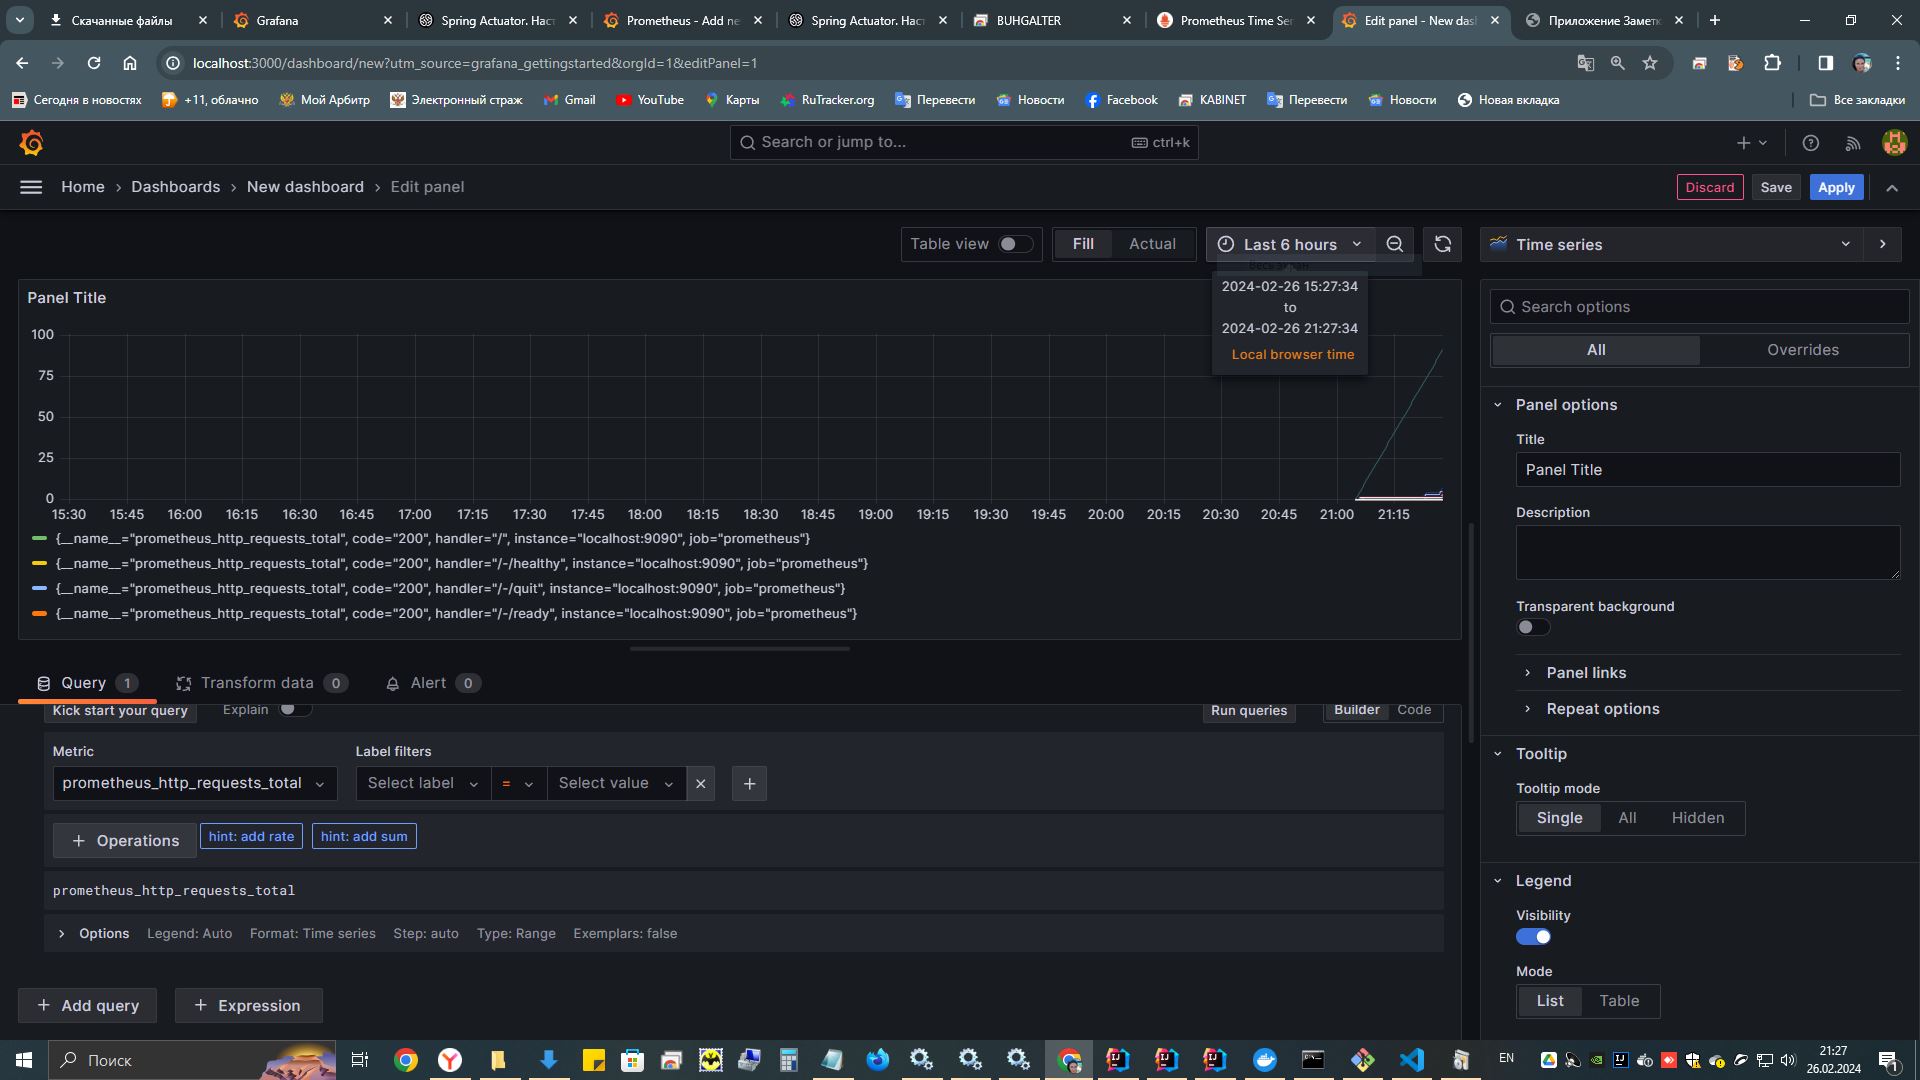 Скачанные файлы
Grafana
Spring Actuator. Наст
Prometheus - Add ne
Spring Actuator. Наст
BUHGALTER
Prometheus Time Ser
Edit panel - New dash
Приложение Заметк
localhost:3000/dashboard/new?utm_source=grafana_gettingstarted&orgId=1&editPanel=1
Сегодня в новостях
+11, облачно
Мой Арбитр
Электронный страж
Gmail
YouTube
Карты
RuTracker.org
Перевести
Новости
Facebook
KABINET
Перевести
Новости
Новая вкладка
Все закладки
Search or jump to...
ctrl+k
Home
Dashboards
New dashboard
Edit panel
Discard
Save
Apply
Table view
Fill
Actual
Last 6 hours
Time series
Весь экран
2024-02-26 15:27:34
to
2024-02-26 21:27:34
Local browser time
Panel Title
100
75
50
25
0
15:30 15:45 16:00 16:15 16:30 16:45 17:00 17:15 17:30 17:45 18:00 18:15 18:30 18:45 19:00 19:15 19:30 19:45 20:00 20:15 20:30 20:45 21:00 21:15
{__name__="prometheus_http_requests_total", code="200", handler="/", instance="localhost:9090", job="prometheus"}
{__name__="prometheus_http_requests_total", code="200", handler="/-/healthy", instance="localhost:9090", job="prometheus"}
{__name__="prometheus_http_requests_total", code="200", handler="/-/quit", instance="localhost:9090", job="prometheus"}
{__name__="prometheus_http_requests_total", code="200", handler="/-/ready", instance="localhost:9090", job="prometheus"}
Query 1
Transform data 0
Alert 0
Kick start your query
Explain
Run queries
Builder
Code
Metric
Label filters
prometheus_http_requests_total
Select label
=
Select value
+ Operations
hint: add rate
hint: add sum
prometheus_http_requests_total
Options
Legend: Auto
Format: Time series
Step: auto
Type: Range
Exemplars: false
+ Add query
+ Expression
Search options
All
Overrides
Panel options
Title
Panel Title
Description
Transparent background
Panel links
Repeat options
Tooltip
Tooltip mode
Single
All
Hidden
Legend
Visibility
Mode
List
Table
Поиск
EN
21:27
26.02.2024
1